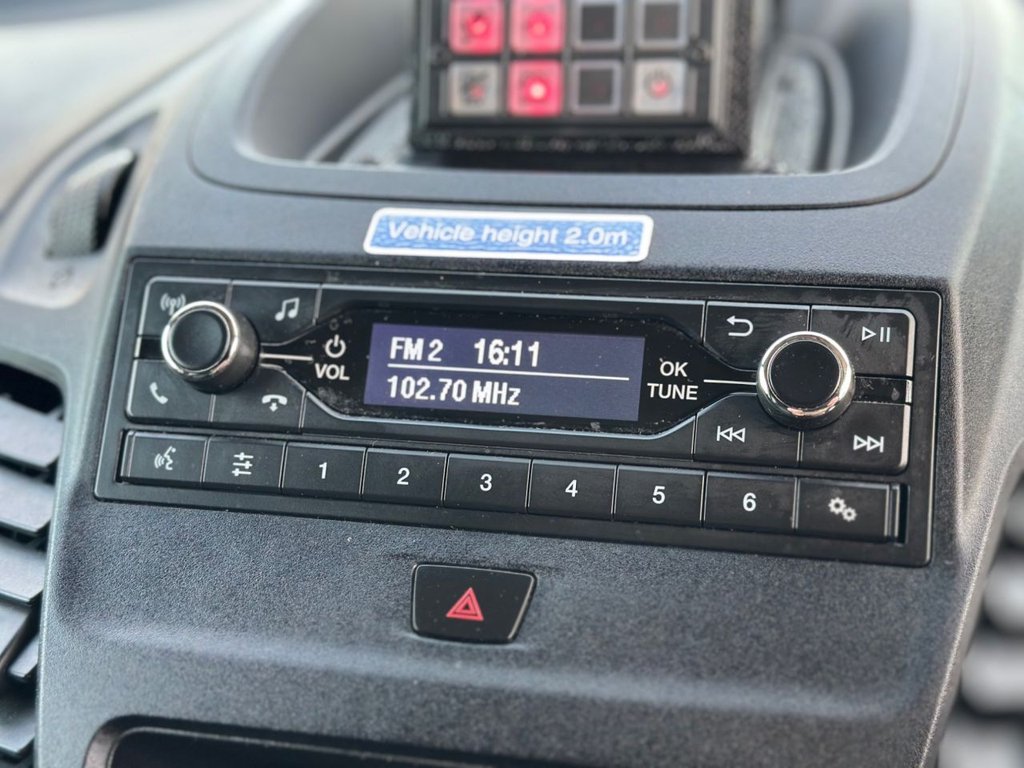 Vehicle height 2.0m
VOL
FM 2 16:11
102.70 MHz
OK
TUNE
1 2 3 4 5 6